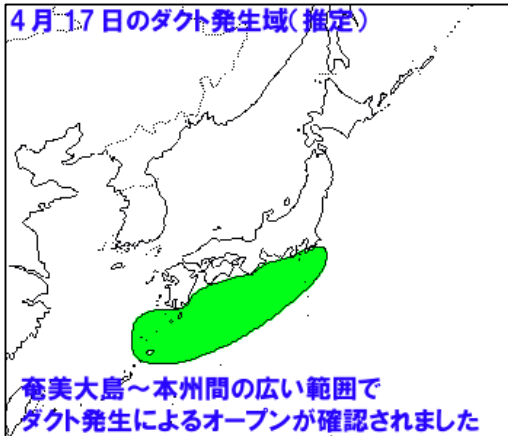 4月17日のダクト発生域(推定)
奄美大島～本州間の広い範囲で
ダクト発生によるオープンが確認されました